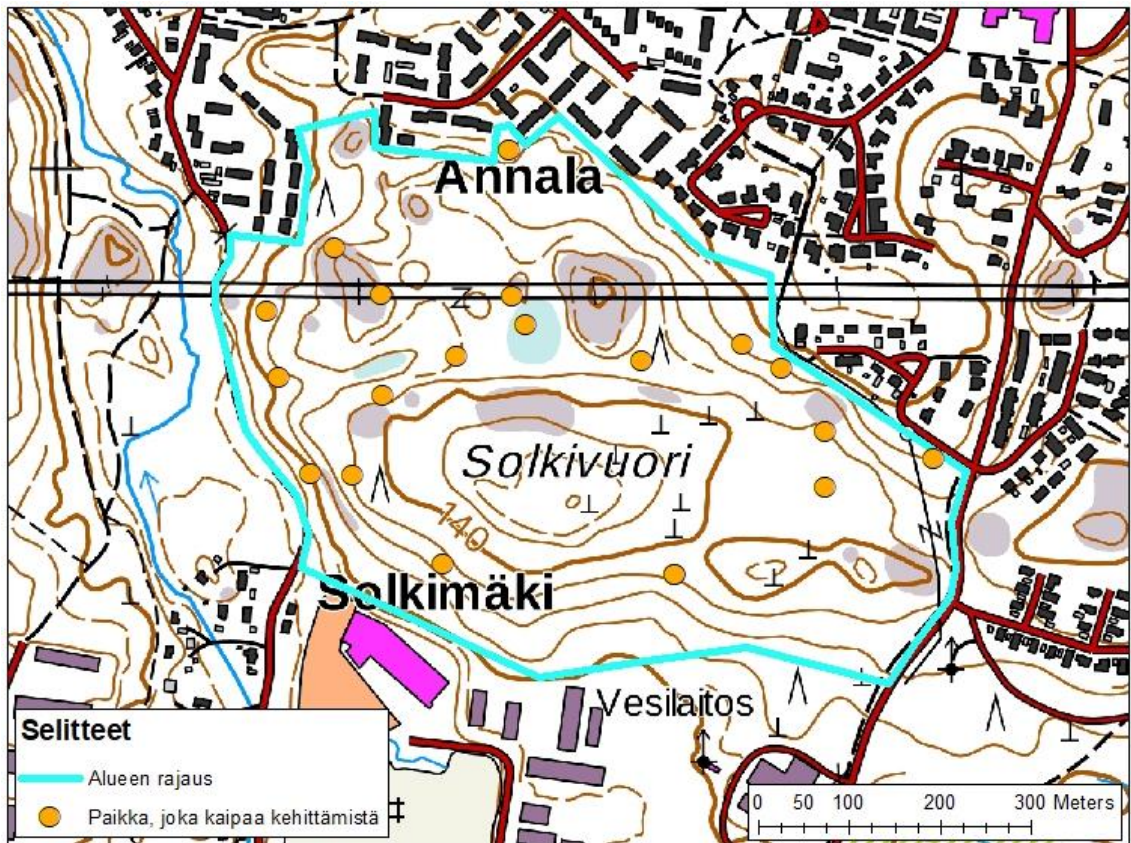 Annala
Solkivuori
140
Solkimäki
Vesilaitos
Selitteet
Alueen rajaus
Paikka, joka kaipaa kehittämistä
0 50 100 200 300 Meters